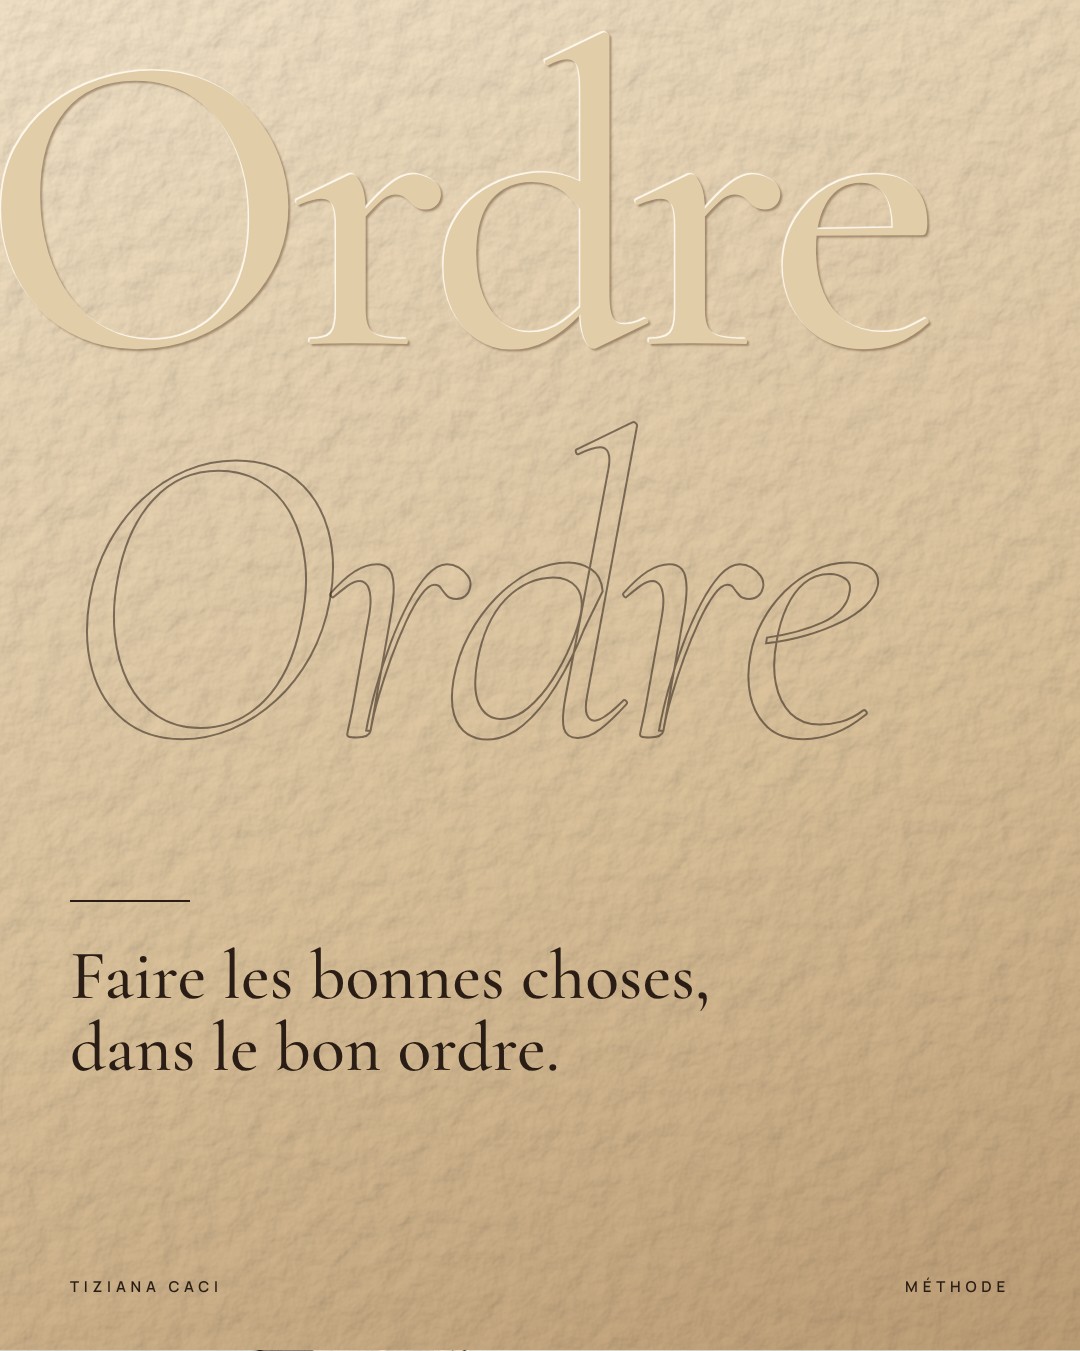 Ordre
Ordre
Faire les bonnes choses,
dans le bon ordre.
TIZIANA CACI
MÉTHODE